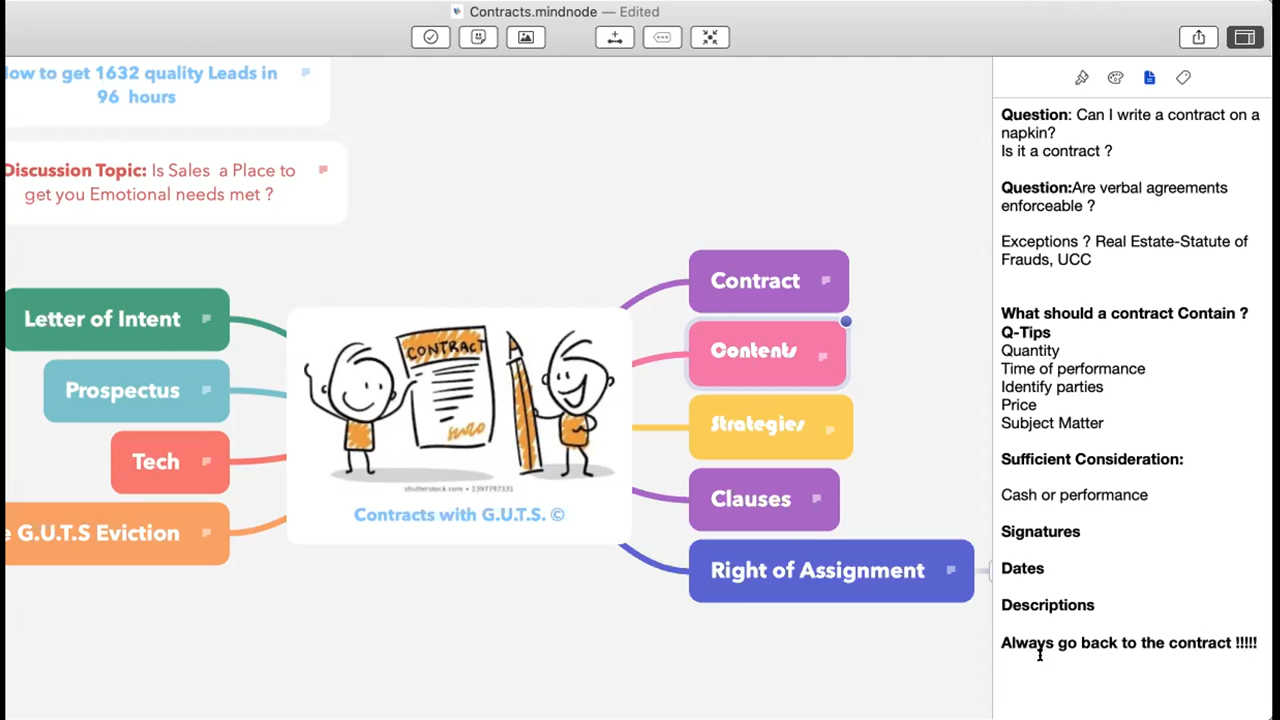 Contracts.mindnode — Edited
ow to get 1632 quality Leads in
96 hours
Discussion Topic: Is Sales a Place to
get you Emotional needs met ?
Letter of Intent
Prospectus
Tech
e G.U.T.S Eviction
CONTRACT
shutterstock.com • 1397797331
Contracts with G.U.T.S. ©
Contract
Contents
Strategies
Clauses
Right of Assignment
Question: Can I write a contract on a
napkin?
Is it a contract ?
Question:Are verbal agreements
enforceable ?
Exceptions ? Real Estate-Statute of
Frauds, UCC
What should a contract Contain ?
Q-Tips
Quantity
Time of performance
Identify parties
Price
Subject Matter
Sufficient Consideration:
Cash or performance
Signatures
Dates
Descriptions
Always go back to the contract !!!!!